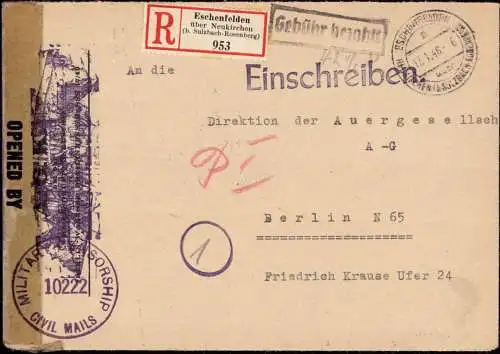 R
Eschenfelden
über Neukirchen
(b. Sulzbach-Rosenberg)
953
Gebühr bezahlt
An die
Einschreiben.
Direktion der Auergesellsch
A-G
P I
Berlin N 65
1
Friedrich Krause Ufer 24
OPENED BY
MILITARY CENSORSHIP
10222
CIVIL MAILS